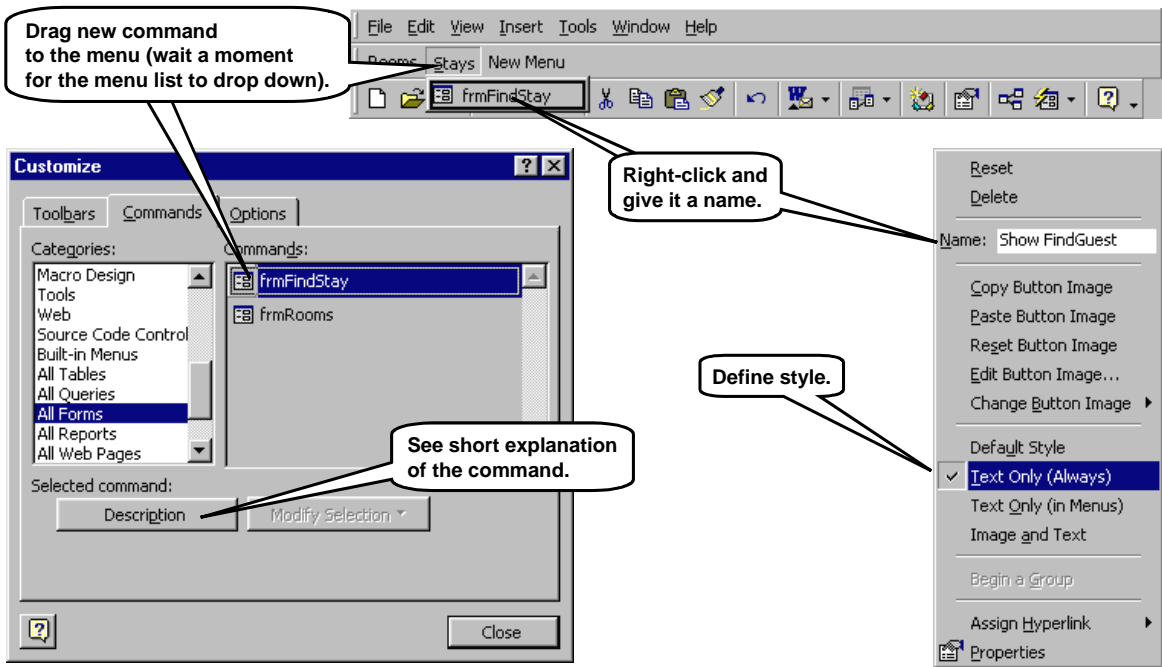 Drag new command
to the menu (wait a moment
for the menu list to drop down).
File Edit View Insert Tools Window Help
Rooms Stays New Menu
frmFindStay
Customize
Toolbars Commands Options
Categories:
Macro Design
Tools
Web
Source Code Control
Built-in Menus
All Tables
All Queries
All Forms
All Reports
All Web Pages
Commands:
frmFindStay
frmRooms
Selected command:
Description Modify Selection
Close
See short explanation
of the command.
Right-click and
give it a name.
Define style.
Reset
Delete
Name: Show FindGuest
Copy Button Image
Paste Button Image
Reset Button Image
Edit Button Image...
Change Button Image
Default Style
Text Only (Always)
Text Only (in Menus)
Image and Text
Begin a Group
Assign Hyperlink
Properties